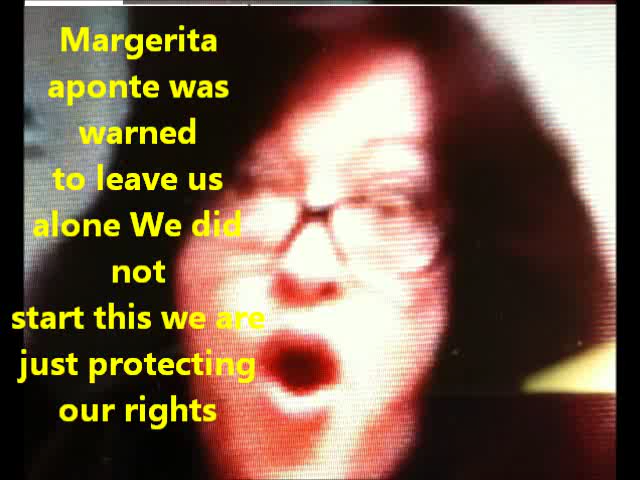 Margerita
aponte was
warned
to leave us
alone We did
not
start this we are
just protecting
our rights